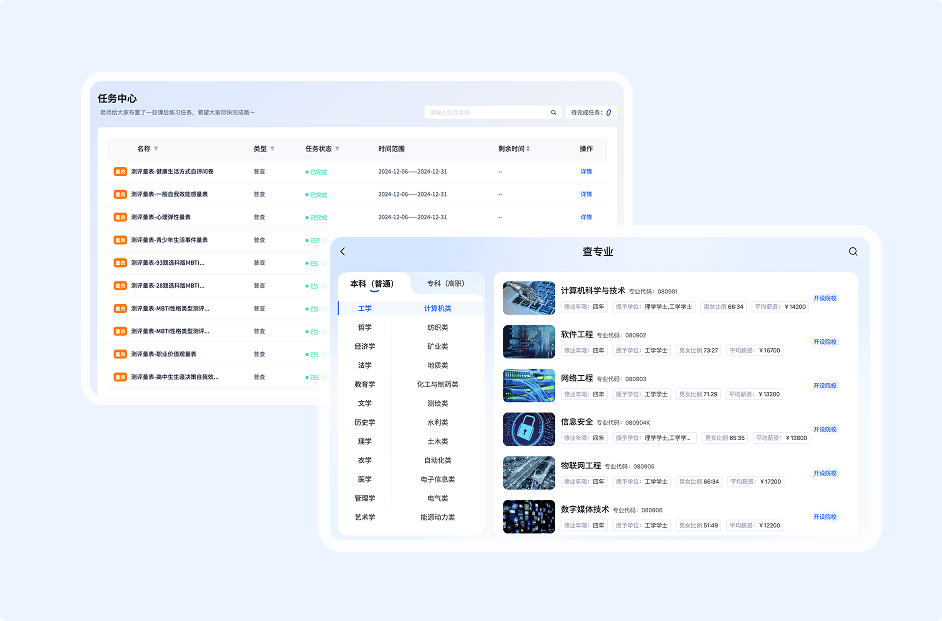 任务中心
老师给大家布置了一些课后练习任务，希望大家尽快完成哦～
请输入任务名称
待完成任务： 0
名称 类型 任务状态 时间范围 剩余时间 操作
量表 测评量表-健康生活方式自评问卷 普查 已完成 2024-12-06——2024-12-31 -- 详情
量表 测评量表-一般自我效能感量表 普查 已完成 2024-12-06——2024-12-31 -- 详情
量表 测评量表-心理弹性量表 普查 已完成 2024-12-06——2024-12-31 -- 详情
量表 测评量表-青少年生活事件量表 普查
量表 测评量表-93题选科版MBTI... 普查
量表 测评量表-28题选科版MBTI... 普查
量表 测评量表-MBTI性格类型测评... 普查
量表 测评量表-MBTI性格类型测评... 普查
量表 测评量表-职业价值观量表 普查
量表 测评量表-高中生生涯决策自我效... 普查
查专业
本科（普通） 专科（高职）
工学 计算机类
哲学 纺织类
经济学 矿业类
法学 地质类
教育学 化工与制药类
文学 测绘类
历史学 水利类
理学 土木类
农学 自动化类
医学 电子信息类
管理学 电气类
艺术学 能源动力类
计算机科学与技术 专业代码：080901
修业年限：四年 授予学位：理学学士,工学学士 男女比例 66:34 平均薪资：￥14200
开设院校
软件工程 专业代码：080902
修业年限：四年 授予学位：工学学士 男女比例 73:27 平均薪资：￥16700
开设院校
网络工程 专业代码：080903
修业年限：四年 授予学位：工学学士 男女比例 71:29 平均薪资：￥13200
开设院校
信息安全 专业代码：080904K
修业年限：四年 授予学位：理学学士,工学... 男女比例 65:35 平均薪资：￥13800
开设院校
物联网工程 专业代码：080905
修业年限：四年 授予学位：工学学士 男女比例 66:34 平均薪资：￥17200
开设院校
数字媒体技术 专业代码：080906
修业年限：四年 授予学位：工学学士 男女比例 51:49 平均薪资：￥12200
开设院校